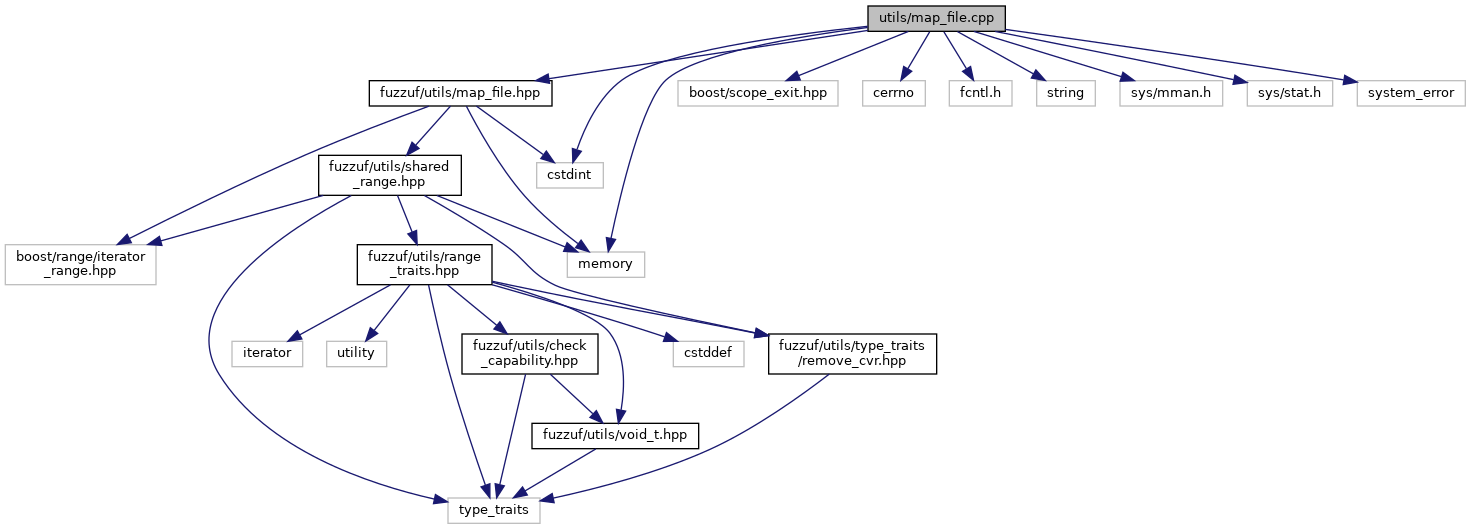 utils/map_file.cpp
fuzzuf/utils/map_file.hpp
boost/scope_exit.hpp
cerrno
fcntl.h
string
sys/mman.h
sys/stat.h
system_error
fuzzuf/utils/shared
_range.hpp
cstdint
boost/range/iterator
_range.hpp
fuzzuf/utils/range
_traits.hpp
memory
iterator
utility
fuzzuf/utils/check
_capability.hpp
cstddef
fuzzuf/utils/type_traits
/remove_cvr.hpp
fuzzuf/utils/void_t.hpp
type_traits